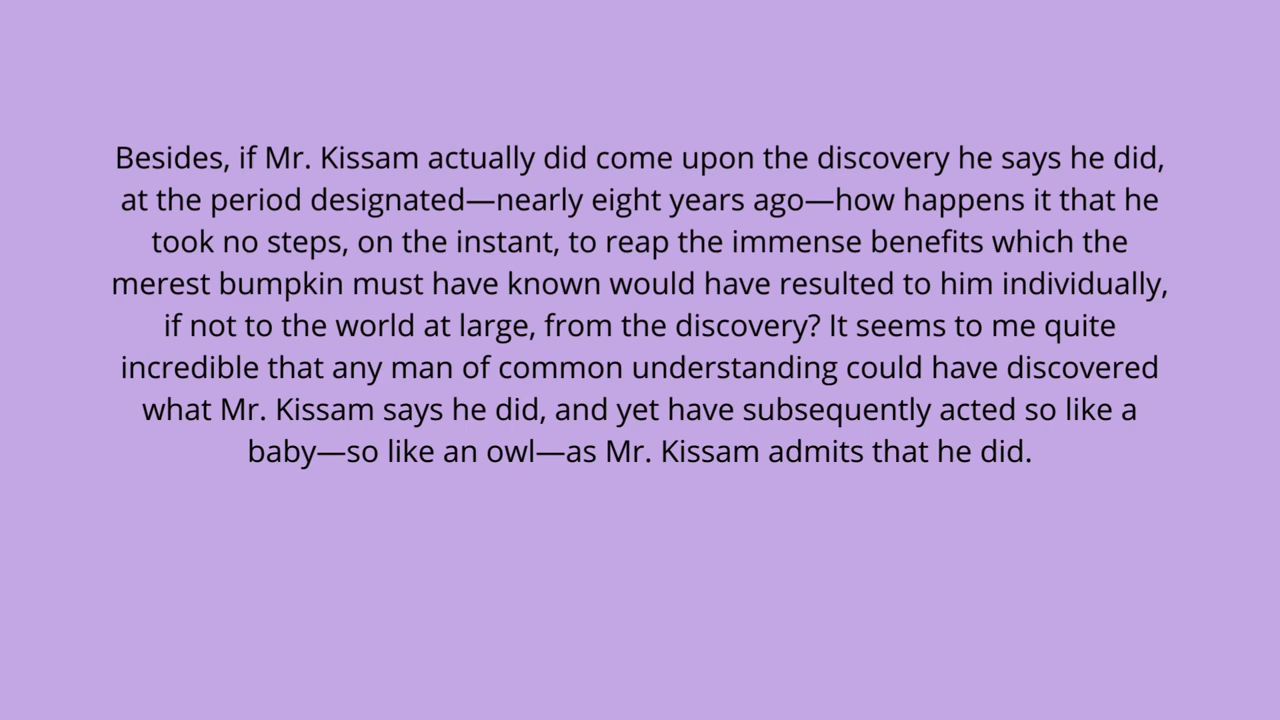 Besides, if Mr. Kissam actually did come upon the discovery he says he did,
at the period designated—nearly eight years ago—how happens it that he
took no steps, on the instant, to reap the immense benefits which the
merest bumpkin must have known would have resulted to him individually,
if not to the world at large, from the discovery? It seems to me quite
incredible that any man of common understanding could have discovered
what Mr. Kissam says he did, and yet have subsequently acted so like a
baby—so like an owl—as Mr. Kissam admits that he did.